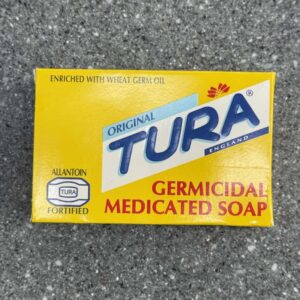 ENRICHED WITH WHEAT GERM OIL
ORIGINAL
TURA®
ENGLAND
ALLANTOIN
TURA
FORTIFIED
GERMICIDAL
MEDICATED SOAP